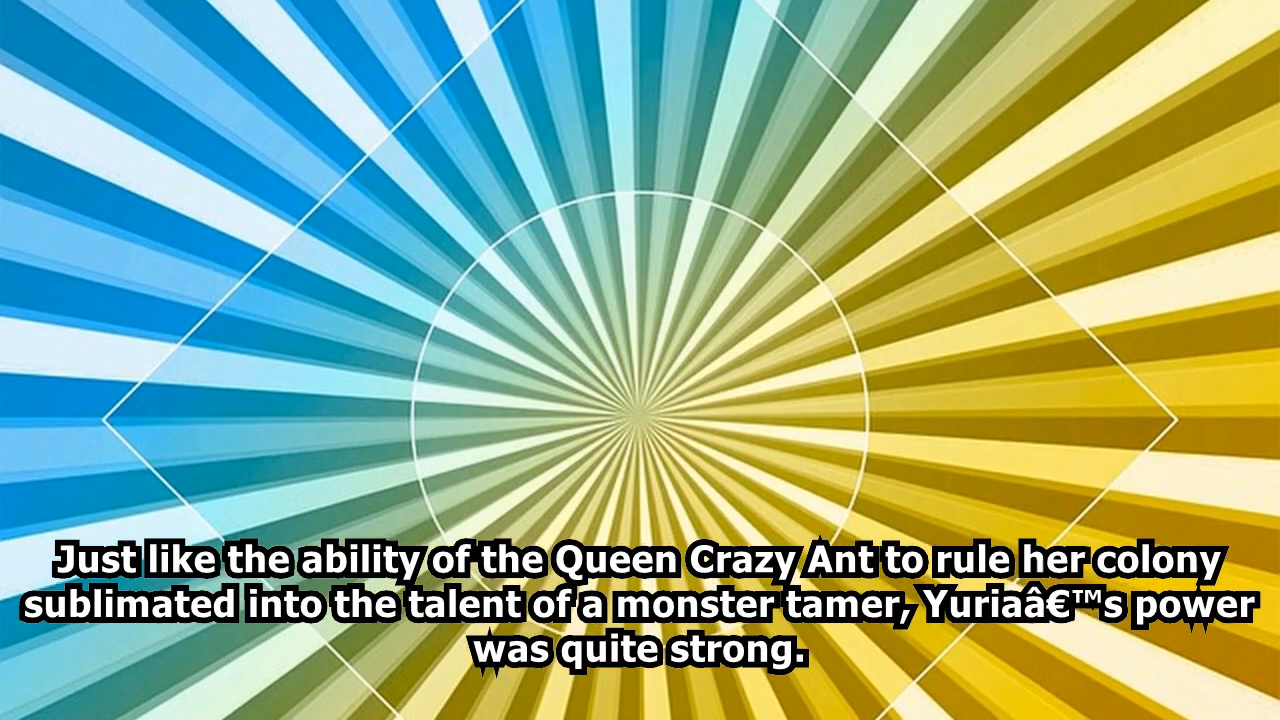 Just like the ability of the Queen Crazy Ant to rule her colony
sublimated into the talent of a monster tamer, Yuriaâ€™s power
was quite strong.